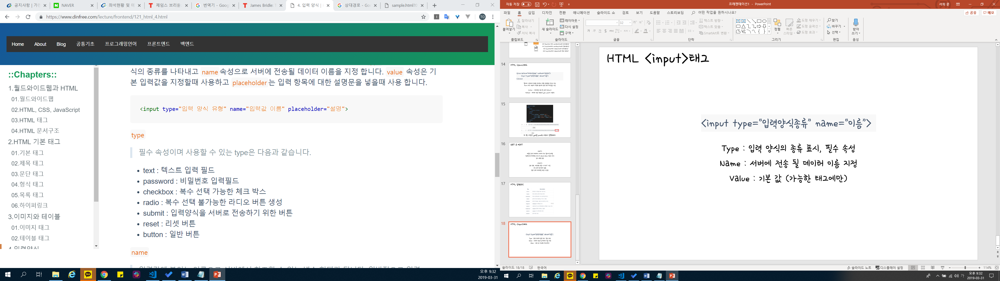 공지사항 | 가천
NAVER
좌석현황 및 예
제임스 브리들:
번역기 - Goog
James Bridle: T
4. 입력 양식 |
상대경로 - Goo
sample.html?0
https://www.dinfree.com/lecture/frontend/121_html_4.html
Home About Blog 공통기초 프로그래밍언어 프론트엔드 백엔드
::Chapters::
1.월드와이드웹과 HTML
01.월드와이드웹
02.HTML, CSS, JavaScript
03.HTML 태그
04.HTML 문서구조
2.HTML 기본 태그
01.기본 태그
02.제목 태그
03.문단 태그
04.형식 태그
05.목록 태그
06.하이퍼링크
3.이미지와 테이블
01.이미지 태그
02.테이블 태그
4.입력양식
식의 종류를 나타내고 name속성으로 서버에 전송될 데이터 이름을 지정 합니다. value 속성은 기
본 입력값을 지정할때 사용하고 placeholder는 입력 항목에 대한 설명문을 넣을때 사용 합니다.
<input type="입력 양식 유형" name="입력값 이름" placeholder="설명">
type
필수 속성이며 사용할 수 있는 type은 다음과 같습니다.
• text : 텍스트 입력 필드
• password : 비밀번호 입력필드
• checkbox : 복수 선택 가능한 체크 박스
• radio : 복수 선택 불가능한 라디오 버튼 생성
• submit : 입력양식을 서버로 전송하기 위한 버튼
• reset : 리셋 버튼
• button : 일반 버튼
name
오후 9:32
2019-03-31
자동 저장
프레젠테이션1 - PowerPoint
서희 문
파일 홈 삽입 디자인 전환 애니메이션 슬라이드 쇼 검토 보기 도움말 스토리보딩 어떤 작업을 원하시나요?
공유 메모
붙여넣기
잘라내기
복사
서식 복사
클립보드
새 슬라이드
레이아웃
다시 설정
구역
슬라이드
32
글꼴
텍스트 방향
텍스트 맞춤
SmartArt로 변환
단락
정렬
빠른 스타일
도형 채우기
도형 윤곽선
도형 효과
그리기
찾기
바꾸기
선택
편집
받아쓰기
음성
14
HTML <form>태그
15
16
GET & POST
17
HTML 입력양식
18
HTML <input>태그
HTML <input>태그
<input type=“입력양식종류” name=“이름”>
Type : 입력 양식의 종류 표시, 필수 속성
Name : 서버에 전송 될 데이터 이름 지정
Value : 기본 값 (가능한 태그에만)
슬라이드 18/18 한국어
슬라이드 노트 디스플레이 설정 114%
가
오후 9:32
2019-03-31